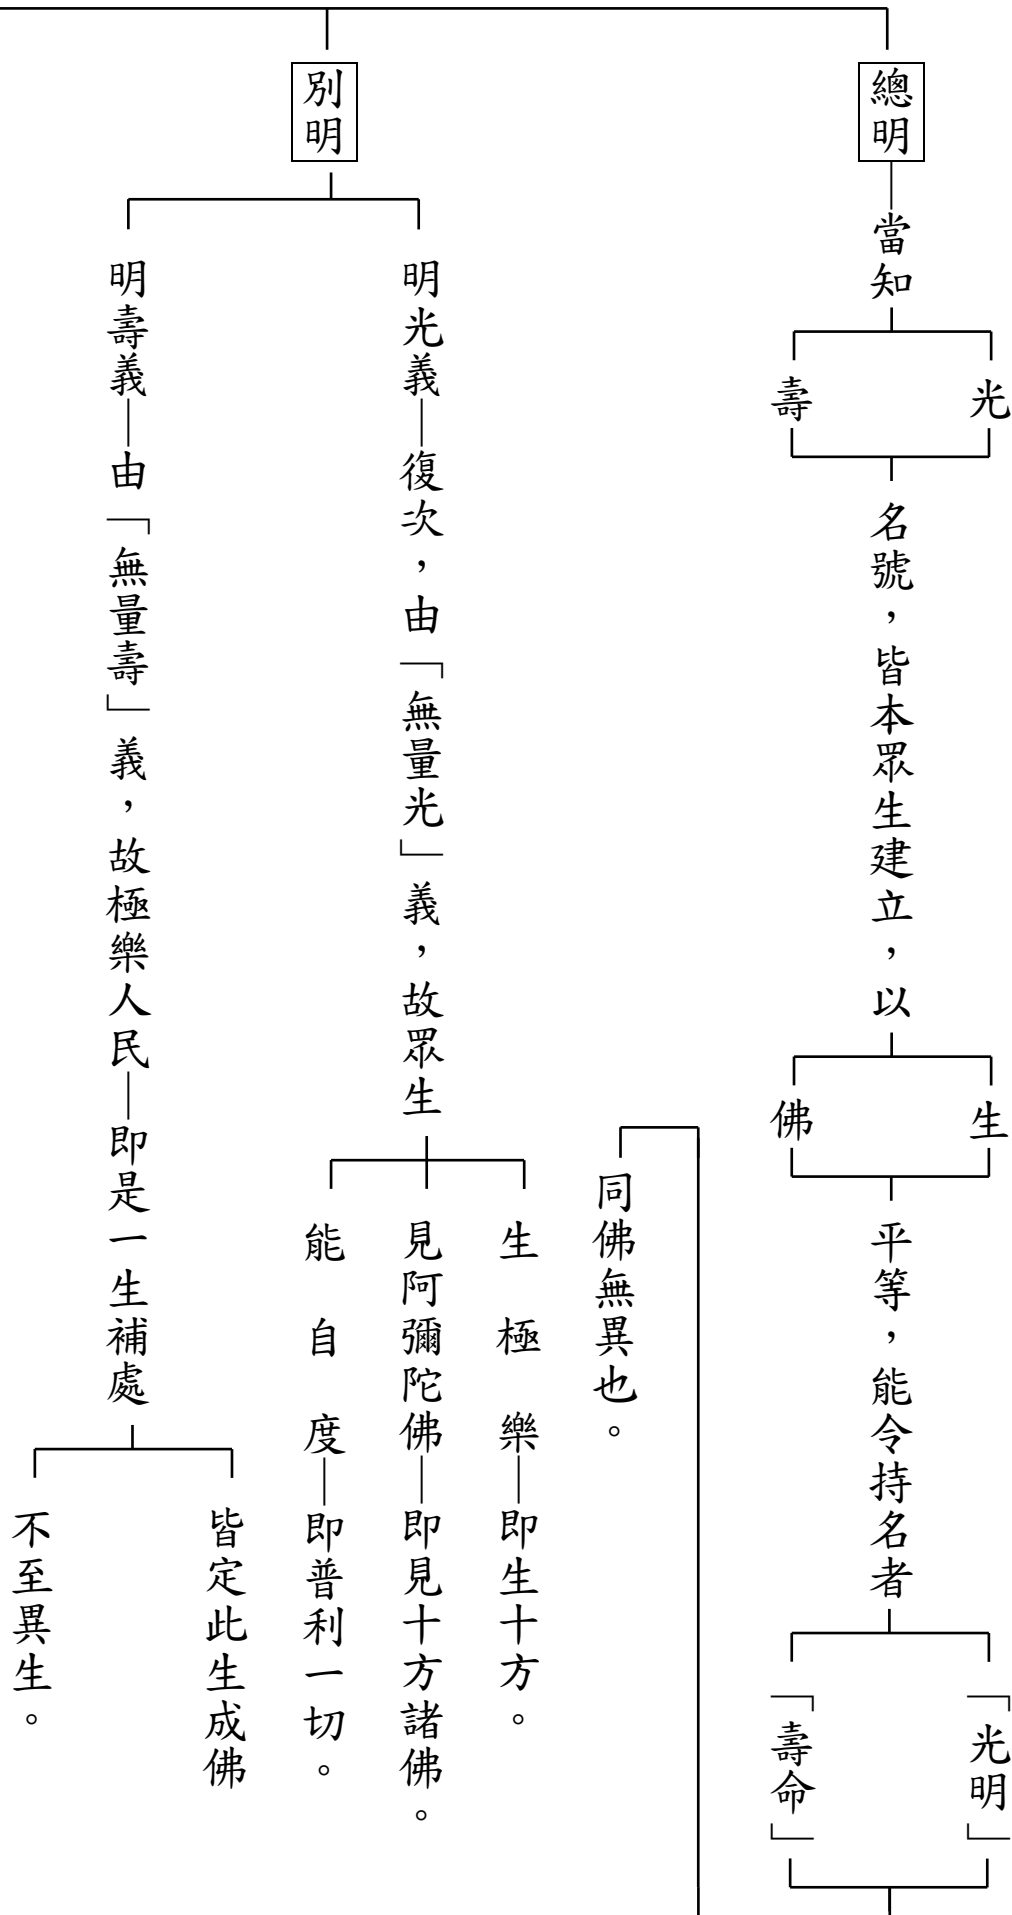 總明
當知
光
壽
名號，皆本眾生建立，以
生
佛
平等，能令持名者
「光明」
「壽命」
同佛無異也。
別明
明光義—復次，由「無量光」義，故眾生
生極樂—即生十方。
見阿彌陀佛—即見十方諸佛。
能自度—即普利一切。
明壽義—由「無量壽」義，故極樂人民—即是一生補處
皆定此生成佛
不至異生。